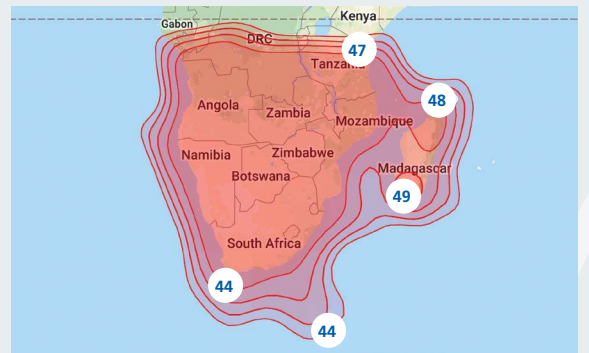 Kenya
Gabon
DRC
47
Tanzania
48
Angola
Zambia
Mozambique
Namibia
Zimbabwe
Madagascar
Botswana
49
South Africa
44
44